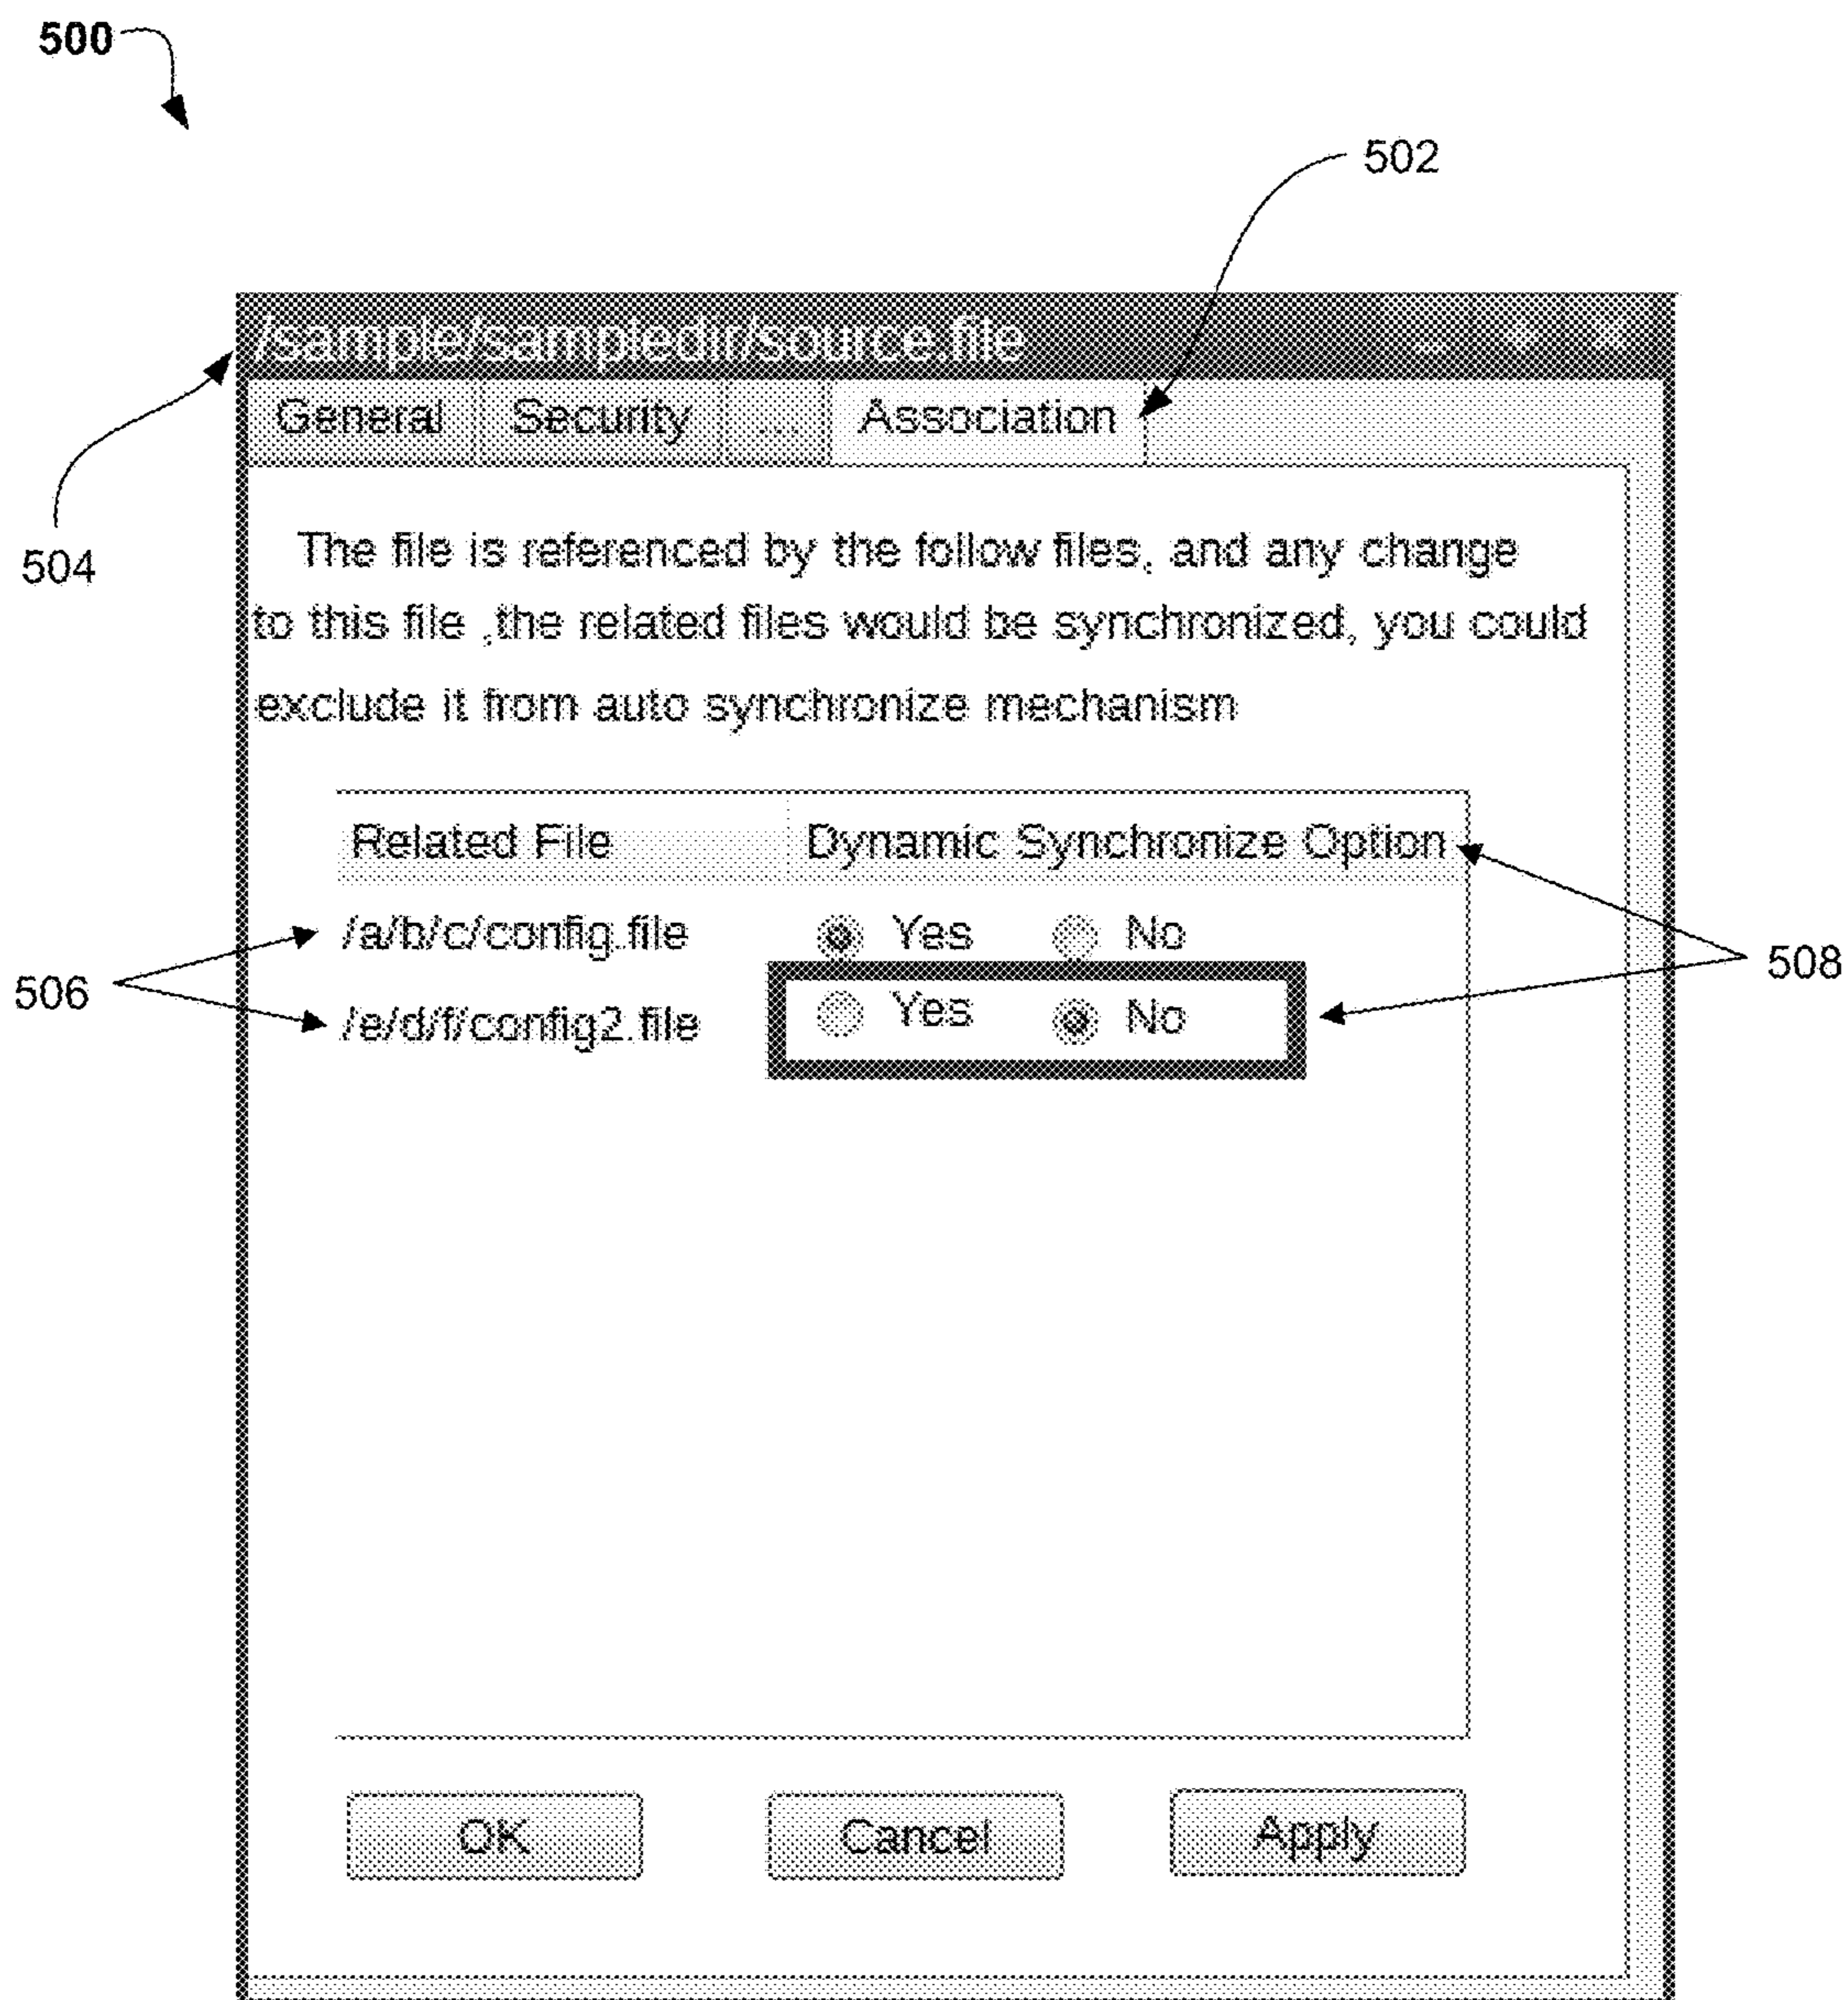 500
502
/sample/sampledir/source.file
General Security ... Association
504
The file is referenced by the follow files, and any change
to this file ,the related files would be synchronized, you could
exclude it from auto synchronize mechanism
Related File Dynamic Synchronize Option
/a/b/c/config.file Yes No
506
508
/e/d/f/config2.file Yes No
OK Cancel Apply